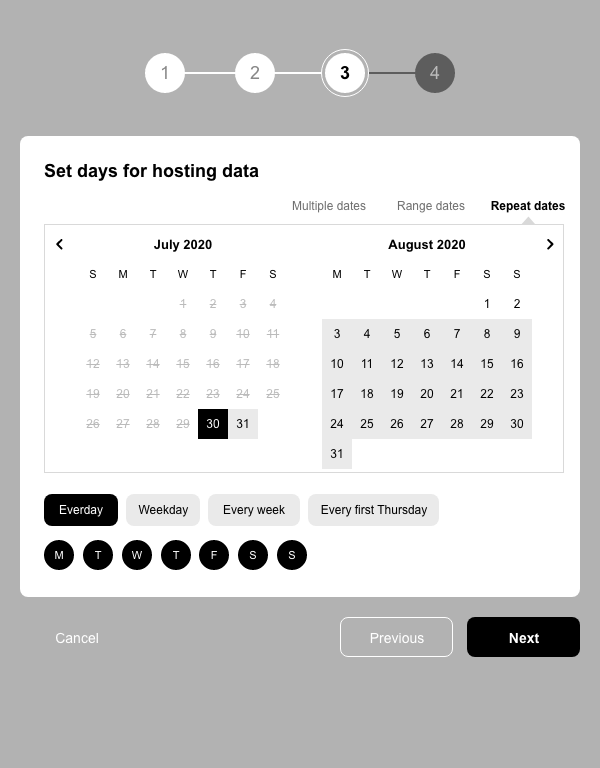 1 2 3 4
Set days for hosting data
Multiple dates Range dates Repeat dates
July 2020 August 2020
S M T W T F S M T W T F S S
1 2 3 4 1 2
5 6 7 8 9 10 11 3 4 5 6 7 8 9
12 13 14 15 16 17 18 10 11 12 13 14 15 16
19 20 21 22 23 24 25 17 18 19 20 21 22 23
26 27 28 29 30 31 24 25 26 27 28 29 30
31
Everday Weekday Every week Every first Thursday
M T W T F S S
Cancel Previous Next